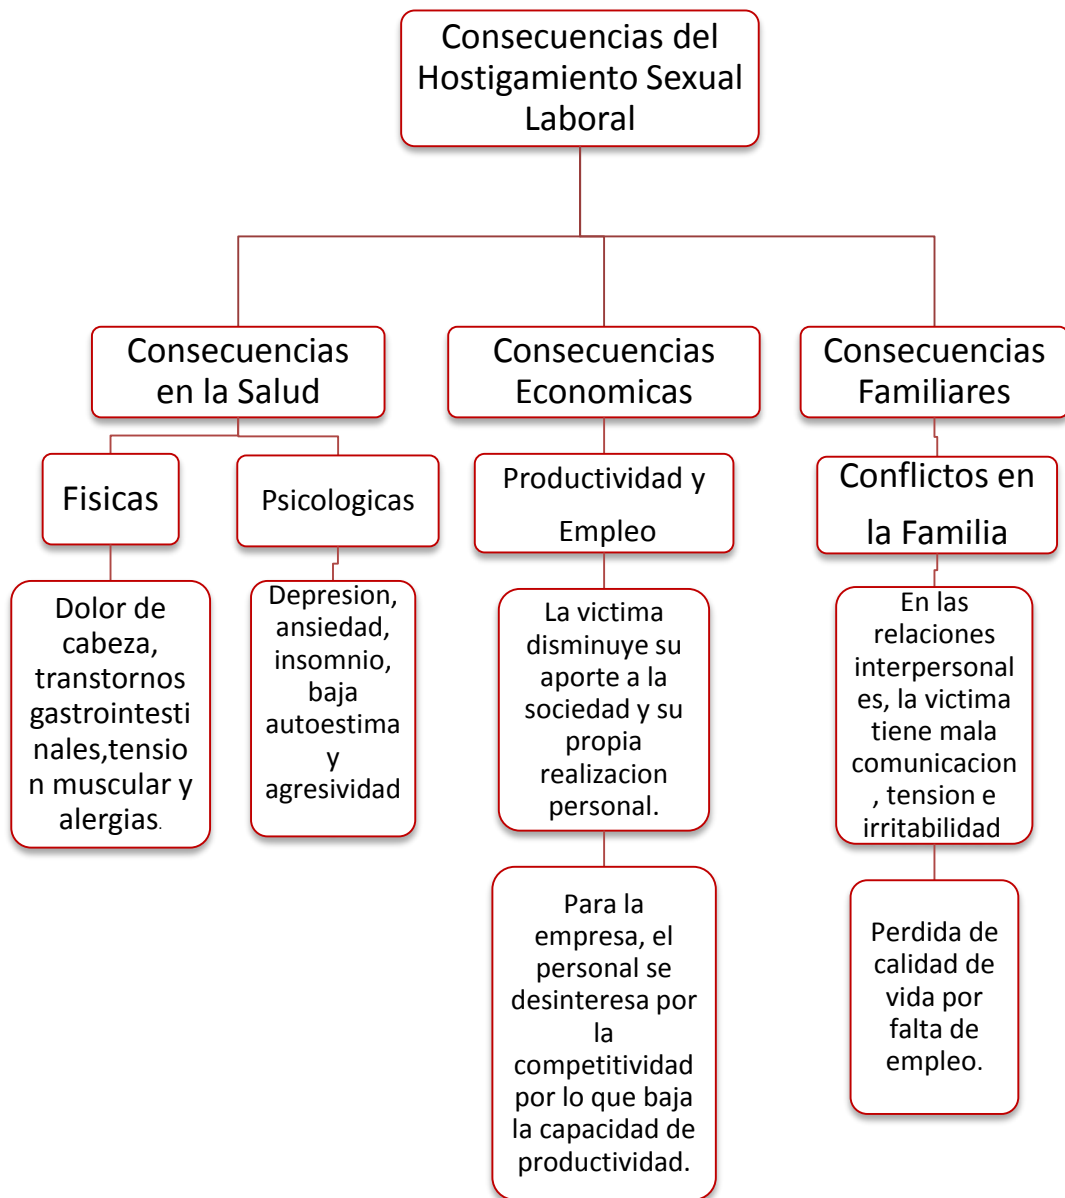 Consecuencias del
Hostigamiento Sexual
Laboral
Consecuencias
en la Salud
Consecuencias
Economicas
Consecuencias
Familiares
Fisicas
Psicologicas
Productividad y
Empleo
Conflictos en
la Familia
Dolor de
cabeza,
transtornos
gastrointesti
nales,tensio
n muscular y
alergias.
Depresion,
ansiedad,
insomnio,
baja
autoestima
y
agresividad
La victima
disminuye su
aporte a la
sociedad y su
propia
realizacion
personal.
En las
relaciones
interpersonal
es, la victima
tiene mala
comunicacion
, tension e
irritabilidad
Para la
empresa, el
personal se
desinteresa por
la
competitividad
por lo que baja
la capacidad de
productividad.
Perdida de
calidad de
vida por
falta de
empleo.